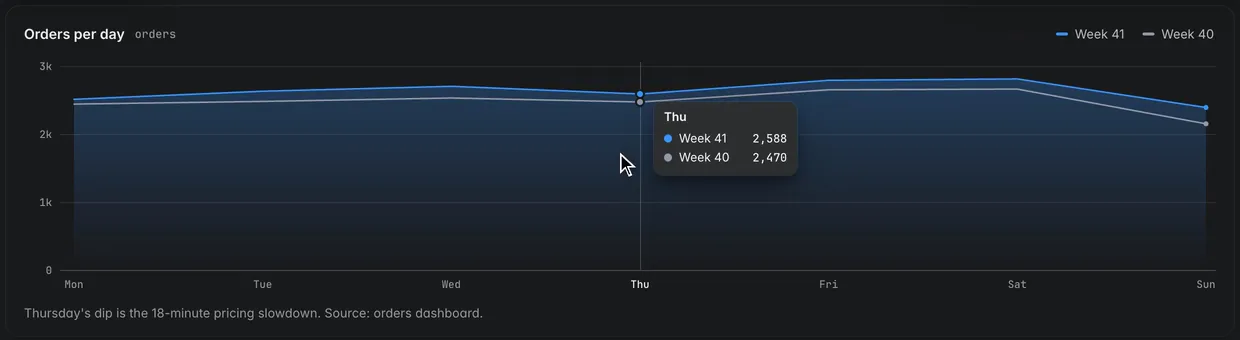 Orders per day orders
Week 41 Week 40
3k
2k
1k
0
Thu
Week 41 2,588
Week 40 2,470
Mon Tue Wed Thu Fri Sat Sun
Thursday's dip is the 18-minute pricing slowdown. Source: orders dashboard.